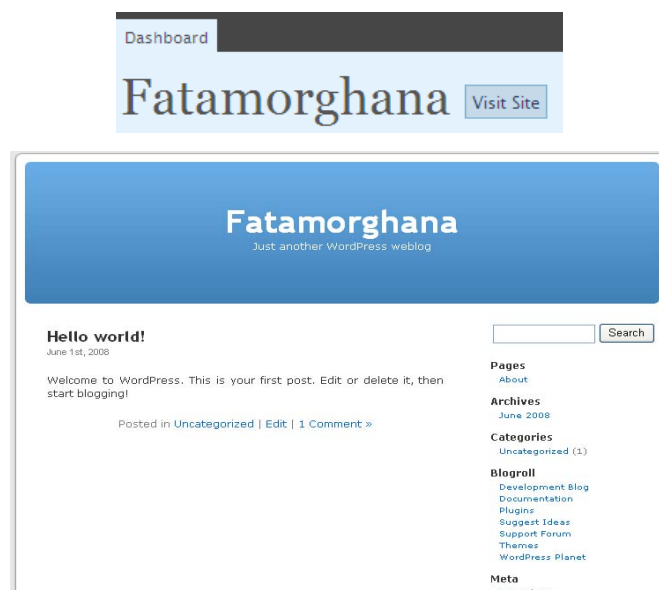 Dashboard
Fatamorghana Visit Site
Fatamorghana
Just another WordPress weblog
Hello world!
June 1st, 2008
Welcome to WordPress. This is your first post. Edit or delete it, then
start blogging!
Posted in Uncategorized | Edit | 1 Comment »
Search
Pages
About
Archives
June 2008
Categories
Uncategorized (1)
Blogroll
Development Blog
Documentation
Plugins
Suggest Ideas
Support Forum
Themes
WordPress Planet
Meta